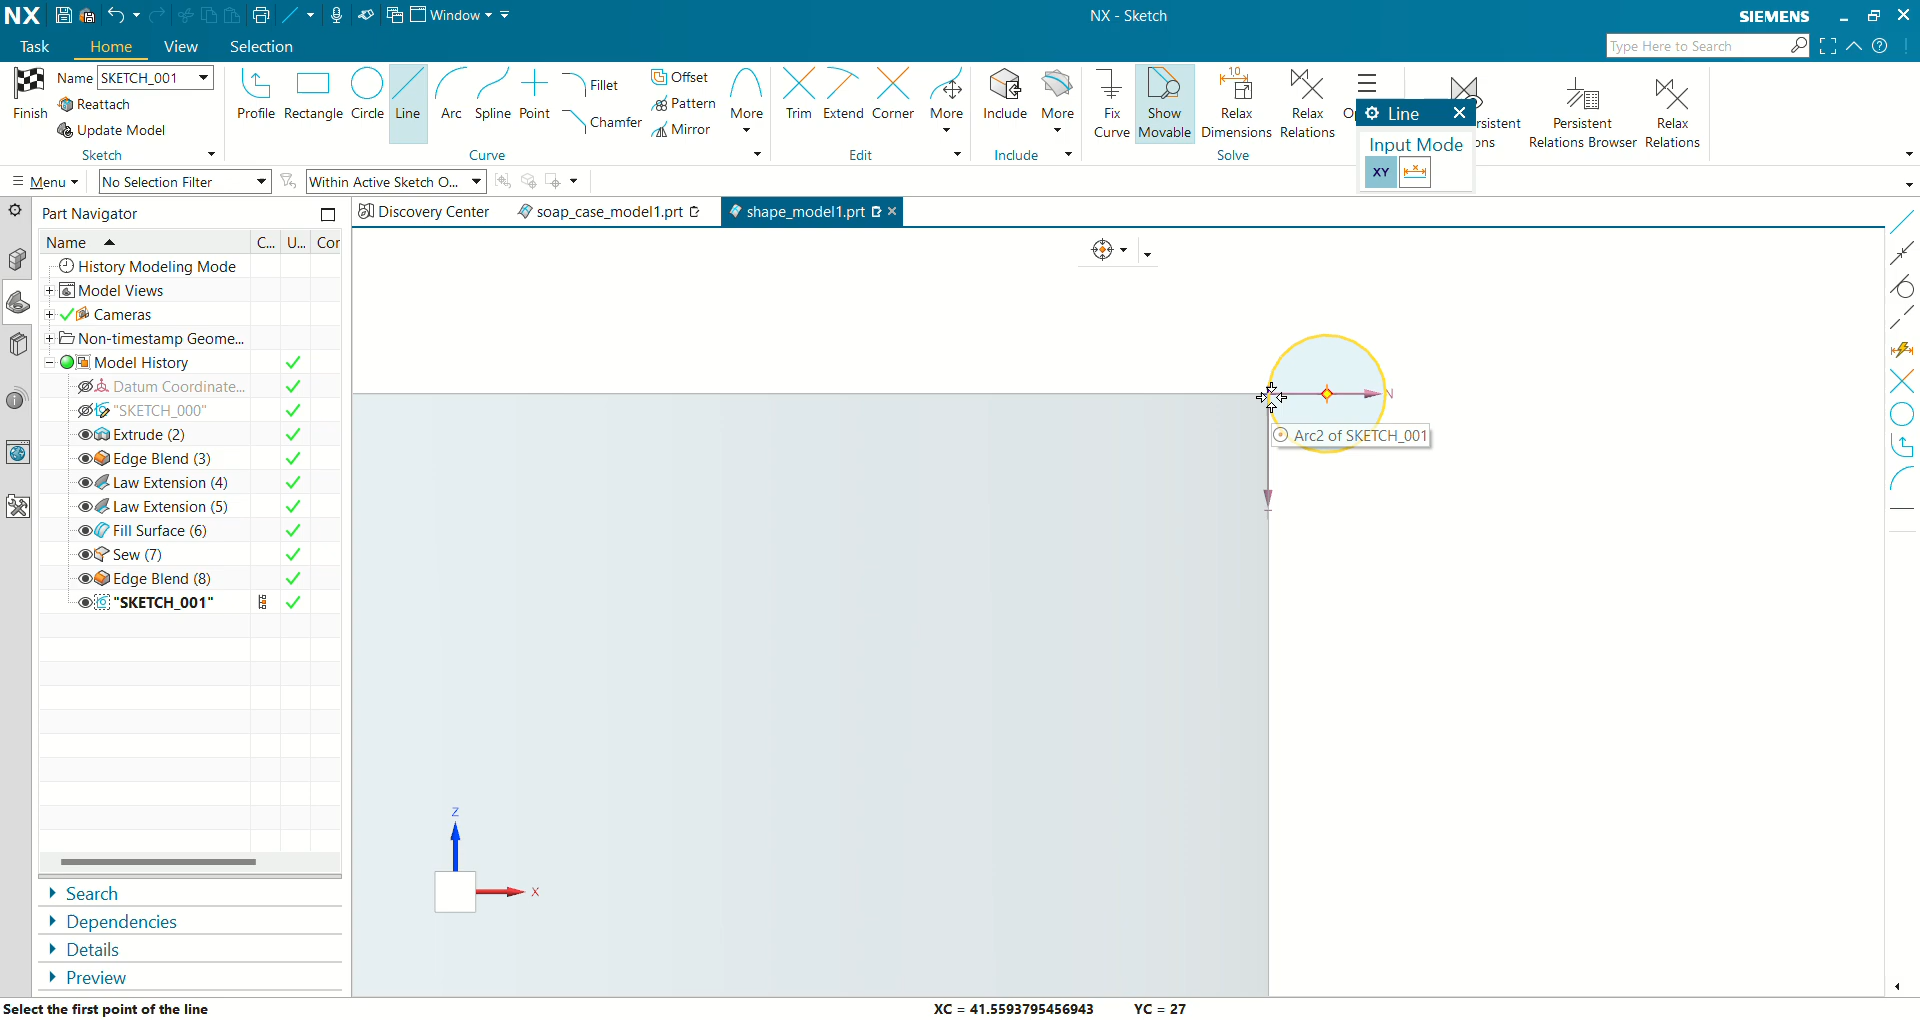 NX Window NX - Sketch SIEMENS
Task Home View Selection Type Here to Search
Finish Name SKETCH_001
Reattach
Update Model
Sketch
Profile Rectangle Circle Line Arc Spline Point Fillet Chamfer
Offset
Pattern
Mirror
More
Curve
Trim Extend Corner More
Edit
Include More
Include
Fix Curve Show Movable Relax Dimensions Relax Relations
Solve
Persistent Relations Browser Relax Relations
Line
Input Mode
XY
Menu No Selection Filter Within Active Sketch O...
Part Navigator
Discovery Center soap_case_model1.prt shape_model1.prt
Name C... U... Cor
History Modeling Mode
Model Views
Cameras
Non-timestamp Geome...
Model History
Datum Coordinate...
"SKETCH_000"
Extrude (2)
Edge Blend (3)
Law Extension (4)
Law Extension (5)
Fill Surface (6)
Sew (7)
Edge Blend (8)
"SKETCH_001"
N
Arc2 of SKETCH_001
Z
X
Search
Dependencies
Details
Preview
Select the first point of the line XC = 41.5593795456943 YC = 27